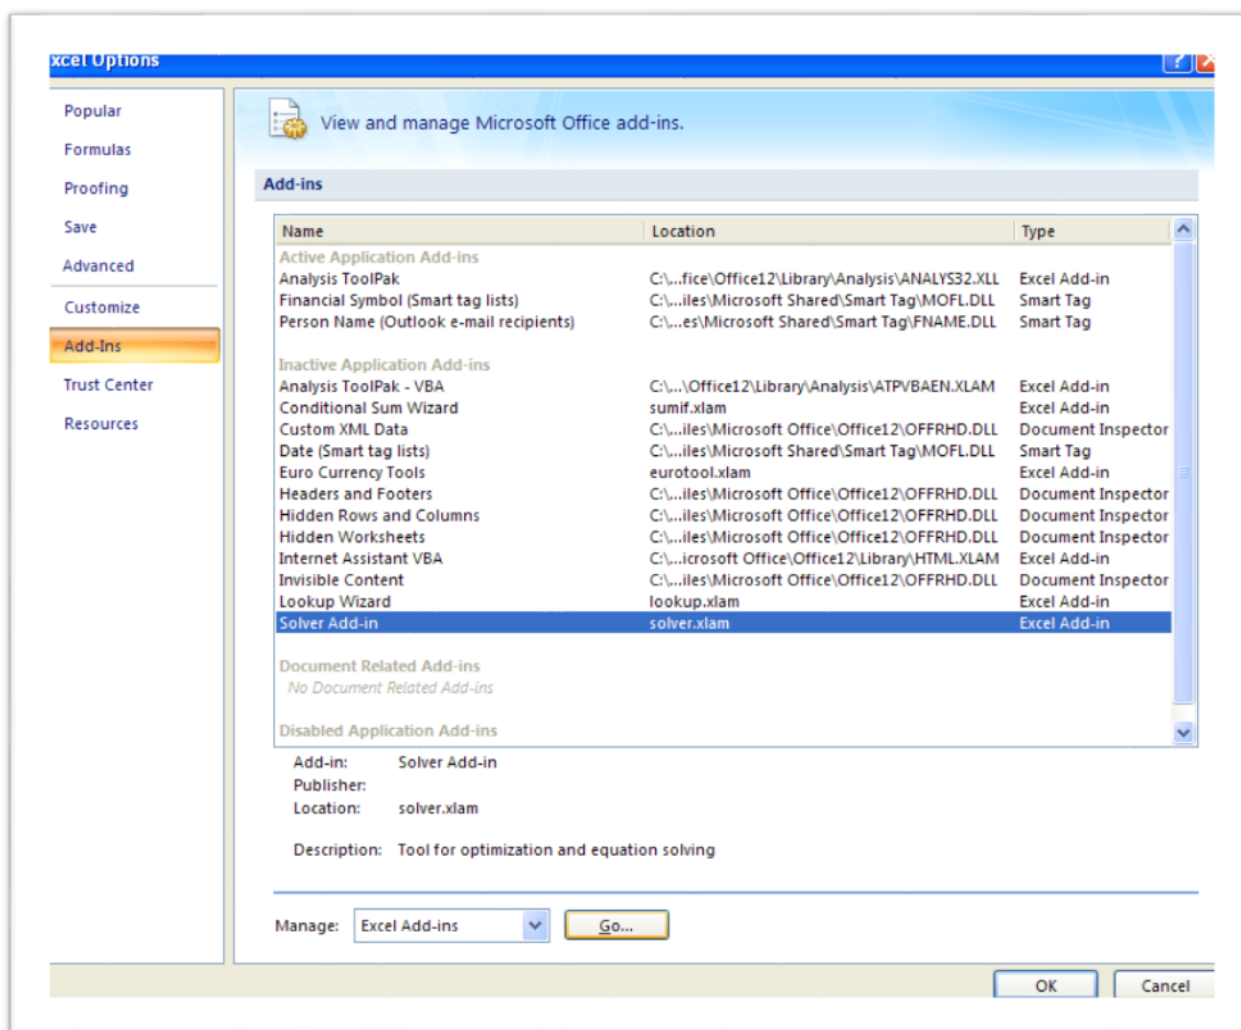 xcel Options
?
Popular
Formulas
Proofing
Save
Advanced
Customize
Add-Ins
Trust Center
Resources
View and manage Microsoft Office add-ins.
Add-ins
Name Location Type
Active Application Add-ins
Analysis ToolPak C:\...fice\Office12\Library\Analysis\ANALYS32.XLL Excel Add-in
Financial Symbol (Smart tag lists) C:\...iles\Microsoft Shared\Smart Tag\MOFL.DLL Smart Tag
Person Name (Outlook e-mail recipients) C:\...es\Microsoft Shared\Smart Tag\FNAME.DLL Smart Tag
Inactive Application Add-ins
Analysis ToolPak - VBA C:\...\Office12\Library\Analysis\ATPVBAEN.XLAM Excel Add-in
Conditional Sum Wizard sumif.xlam Excel Add-in
Custom XML Data C:\...iles\Microsoft Office\Office12\OFFRHD.DLL Document Inspector
Date (Smart tag lists) C:\...iles\Microsoft Shared\Smart Tag\MOFL.DLL Smart Tag
Euro Currency Tools eurotool.xlam Excel Add-in
Headers and Footers C:\...iles\Microsoft Office\Office12\OFFRHD.DLL Document Inspector
Hidden Rows and Columns C:\...iles\Microsoft Office\Office12\OFFRHD.DLL Document Inspector
Hidden Worksheets C:\...iles\Microsoft Office\Office12\OFFRHD.DLL Document Inspector
Internet Assistant VBA C:\...icrosoft Office\Office12\Library\HTML.XLAM Excel Add-in
Invisible Content C:\...iles\Microsoft Office\Office12\OFFRHD.DLL Document Inspector
Lookup Wizard lookup.xlam Excel Add-in
Solver Add-in solver.xlam Excel Add-in
Document Related Add-ins
No Document Related Add-ins
Disabled Application Add-ins
Add-in: Solver Add-in
Publisher:
Location: solver.xlam
Description: Tool for optimization and equation solving
Manage: Excel Add-ins Go...
OK Cancel